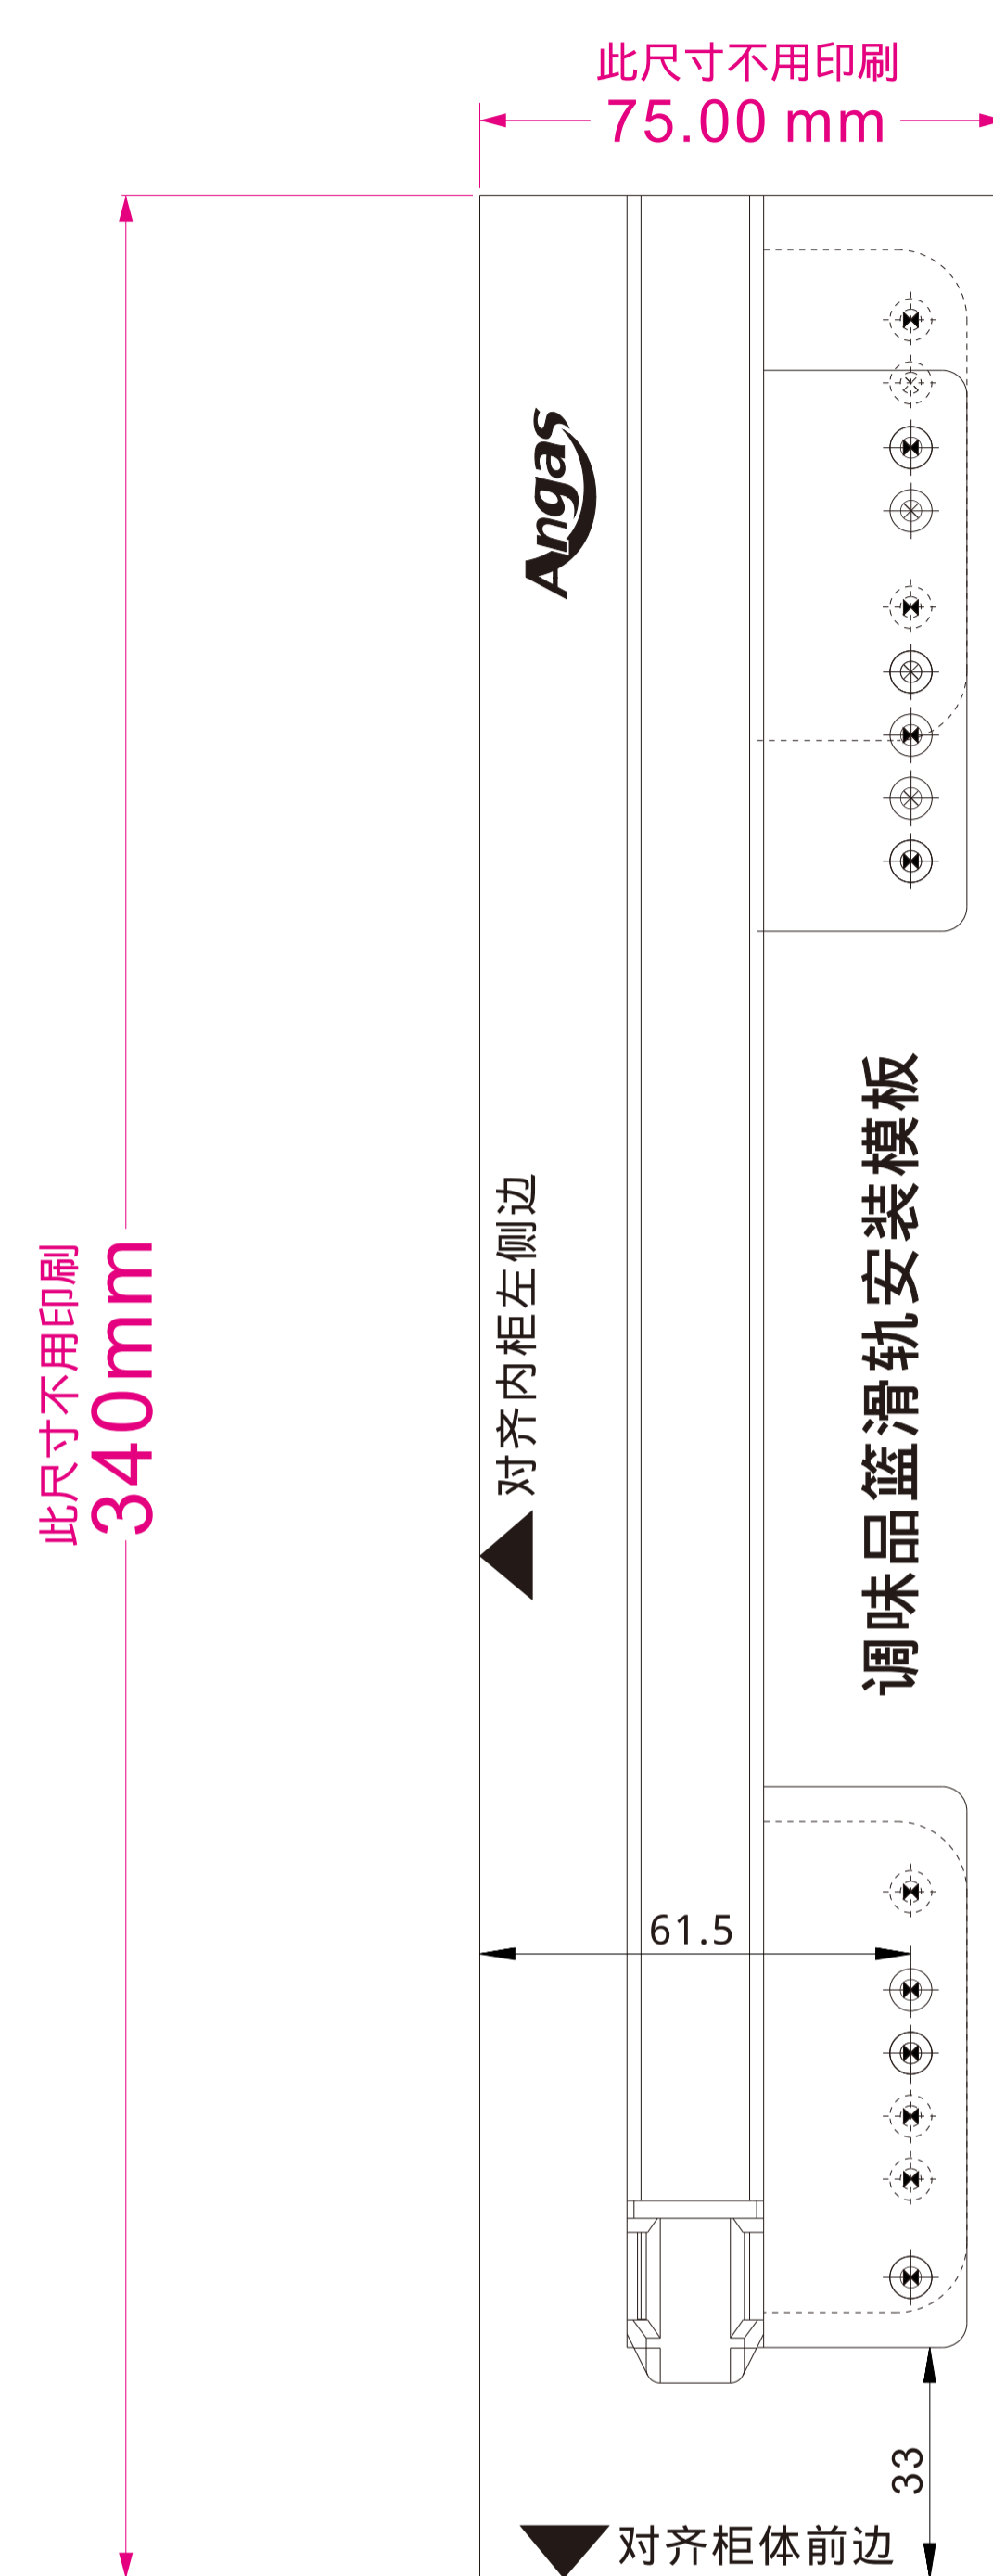 此尺寸不用印刷
75.00 mm
Angas
对齐内柜左侧边
调味品篮滑轨安装模板
此尺寸不用印刷
340mm
61.5
33
对齐柜体前边